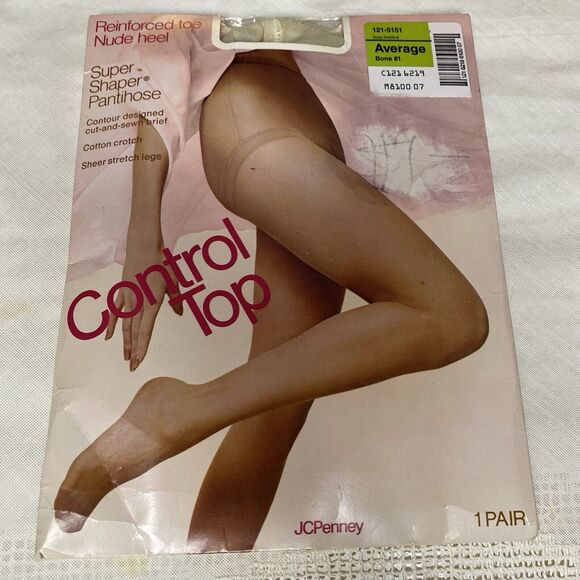 Reinforced toe
Nude heel
Super
Shaper®
Pantihose
Contour designed
cut-and-sewn brief
Cotton crotch
Sheer stretch legs
121-5151
Average
Bone 81
C121 6219
M8100 07
Control
Top
JCPenney
1 PAIR